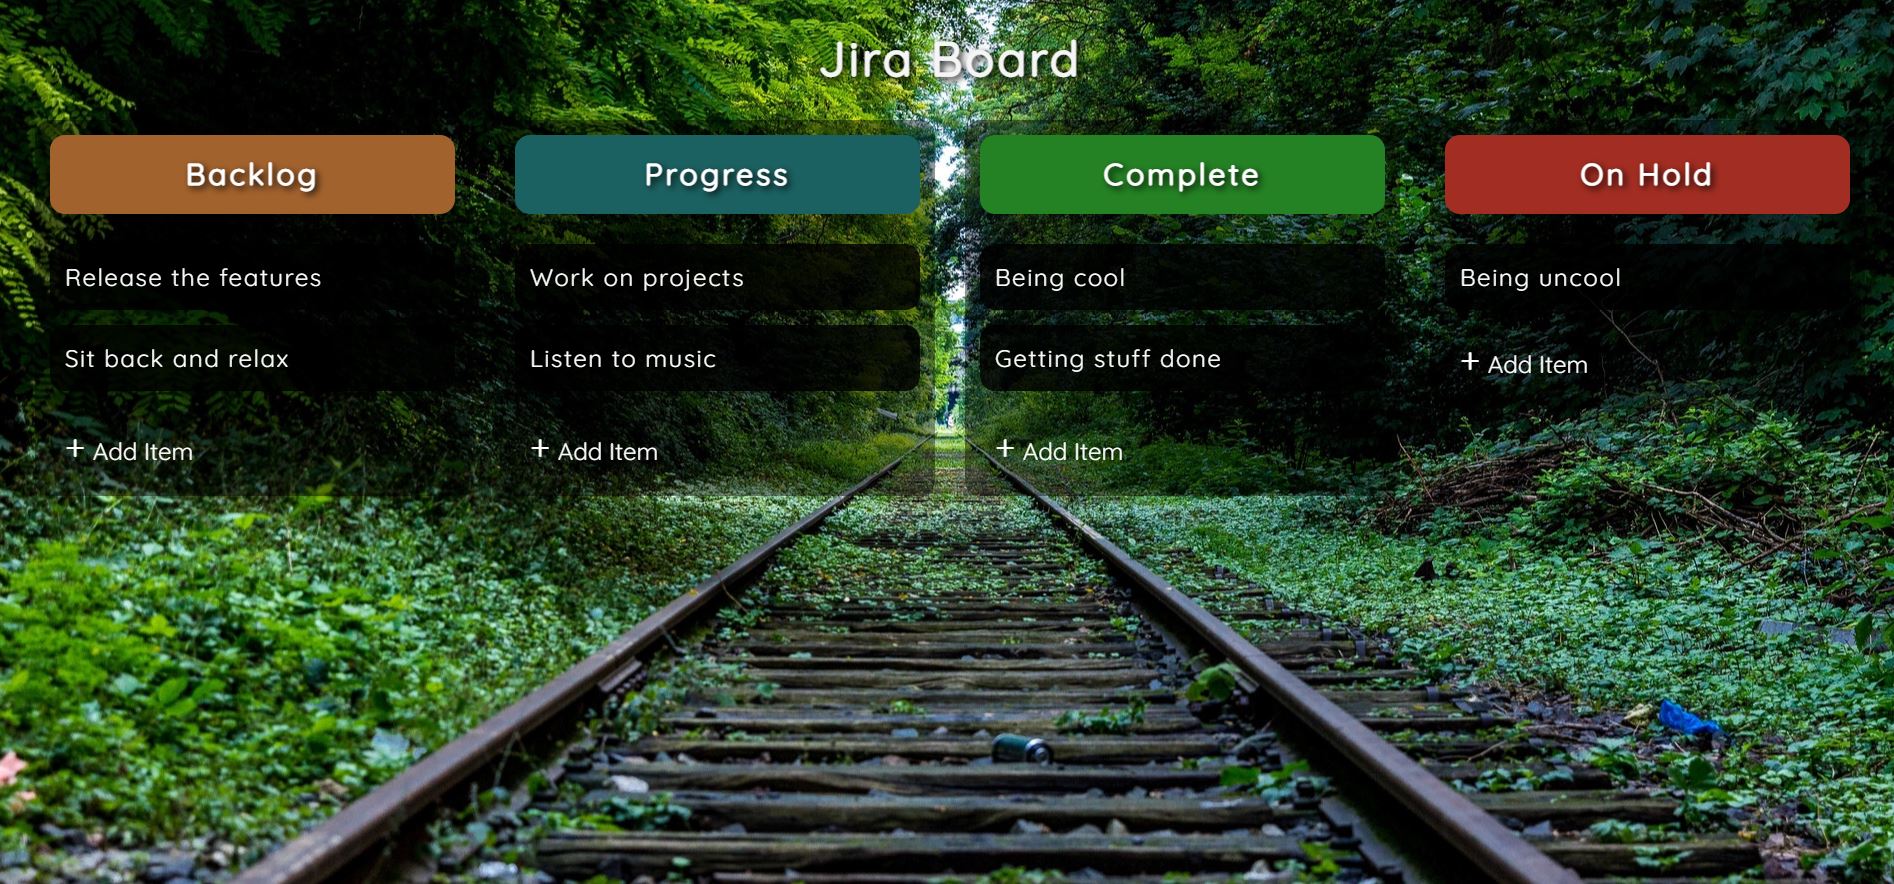 Jira Board
Backlog
Release the features
Sit back and relax
+ Add Item
Progress
Work on projects
Listen to music
+ Add Item
Complete
Being cool
Getting stuff done
+ Add Item
On Hold
Being uncool
+ Add Item